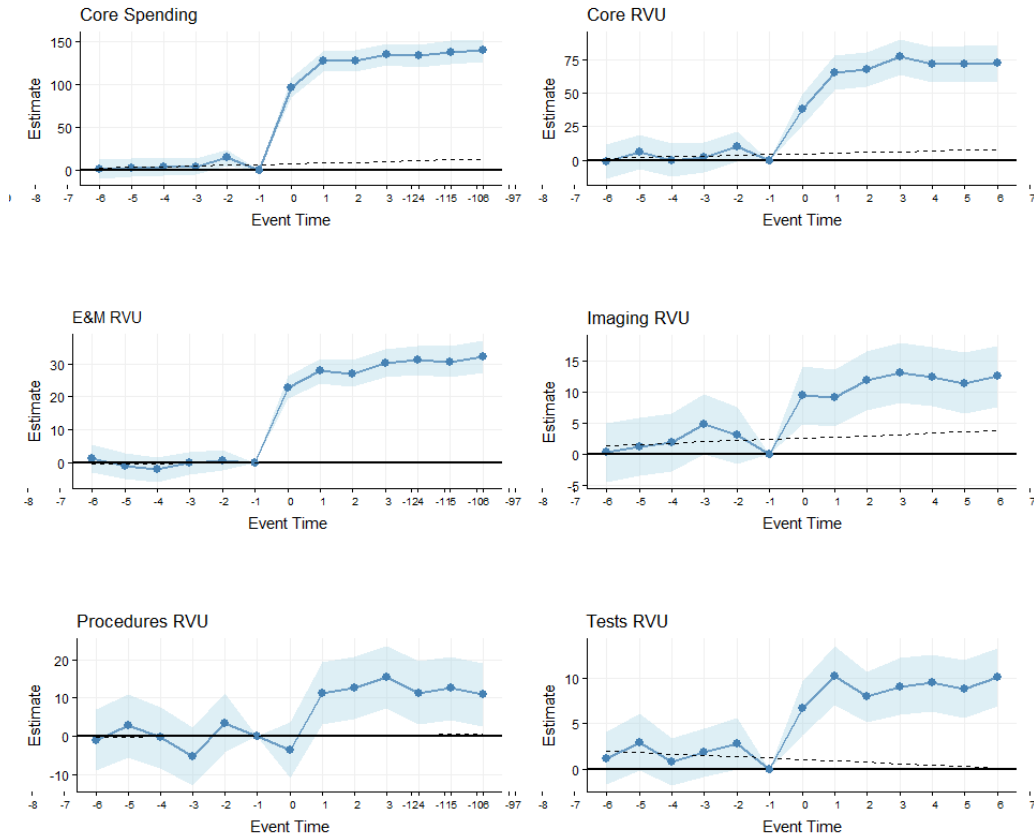 Core Spending
Estimate
150
100
50
0
-8 -7 -6 -5 -4 -3 -2 -1 0 1 2 3 -124 -115 -106 -97
Event Time
Core RVU
Estimate
75
50
25
0
-8 -7 -6 -5 -4 -3 -2 -1 0 1 2 3 4 5 6 7
Event Time
E&M RVU
Estimate
30
20
10
0
-8 -7 -6 -5 -4 -3 -2 -1 0 1 2 3 -124 -115 -106 -97
Event Time
Imaging RVU
Estimate
15
10
5
0
-5
-8 -7 -6 -5 -4 -3 -2 -1 0 1 2 3 4 5 6 7
Event Time
Procedures RVU
Estimate
20
10
0
-10
-8 -7 -6 -5 -4 -3 -2 -1 0 1 2 3 -124 -115 -106 -97
Event Time
Tests RVU
Estimate
10
5
0
-8 -7 -6 -5 -4 -3 -2 -1 0 1 2 3 4 5 6 7
Event Time